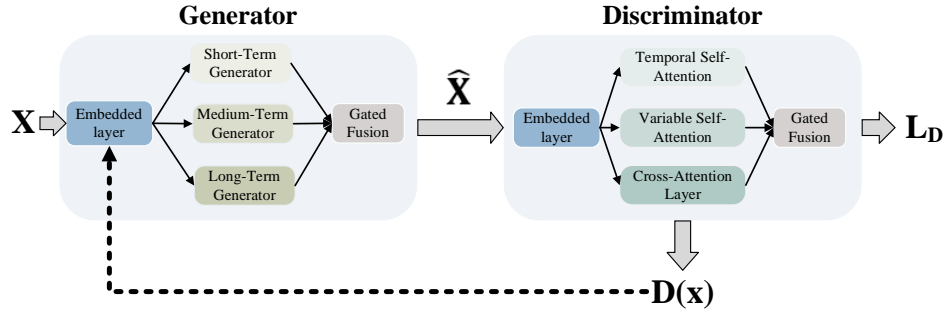 Generator
Discriminator
X
Embedded
layer
Short-Term
Generator
Medium-Term
Generator
Long-Term
Generator
Gated
Fusion
X̂
Embedded
layer
Temporal Self-
Attention
Variable Self-
Attention
Cross-Attention
Layer
Gated
Fusion
L_D
D(x)